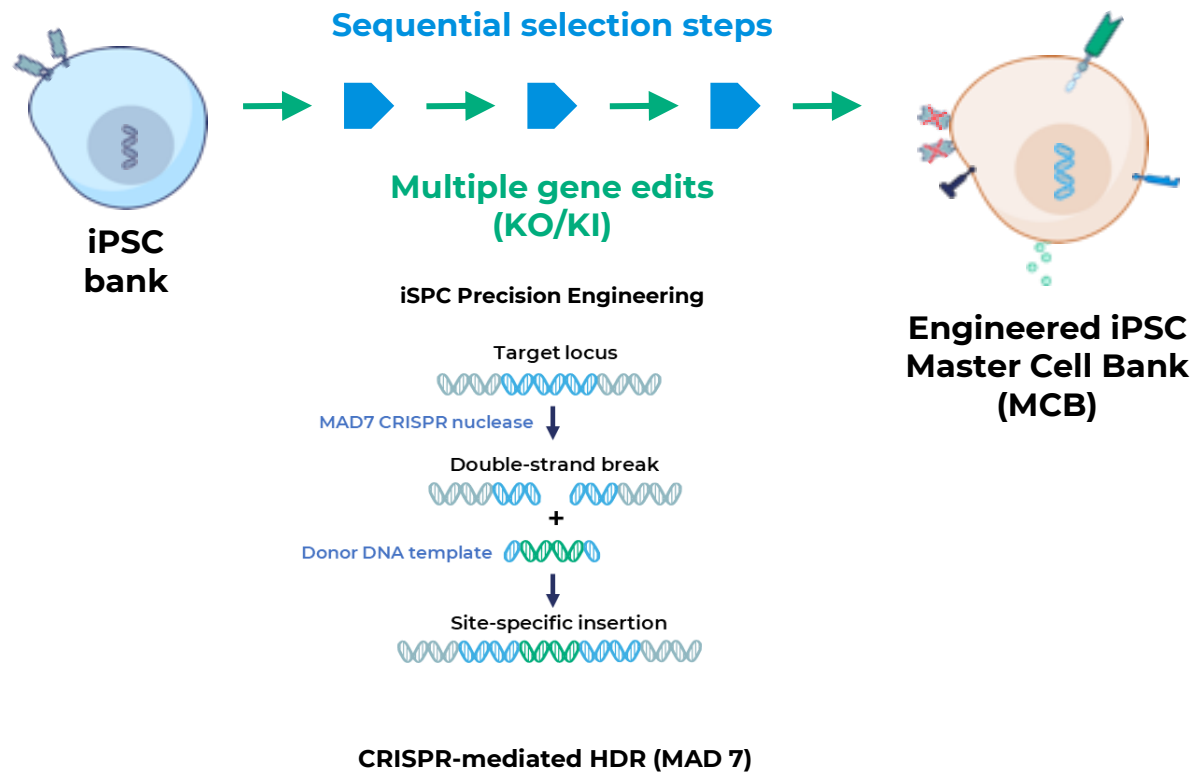 Sequential selection steps
Multiple gene edits
(KO/KI)
iPSC
bank
iSPC Precision Engineering
Engineered iPSC
Master Cell Bank
(MCB)
Target locus
MAD7 CRISPR nuclease
Double-strand break
+
Donor DNA template
Site-specific insertion
CRISPR-mediated HDR (MAD 7)